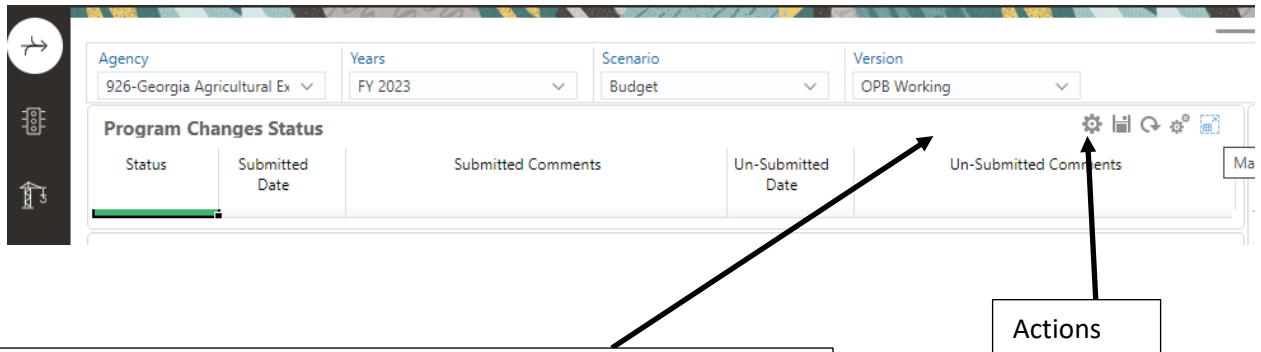 Agency Years Scenario Version
926-Georgia Agricultural Ex FY 2023 Budget OPB Working
Program Changes Status
Status Submitted Date Submitted Comments Un-Submitted Date Un-Submitted Comments
Ma
Actions